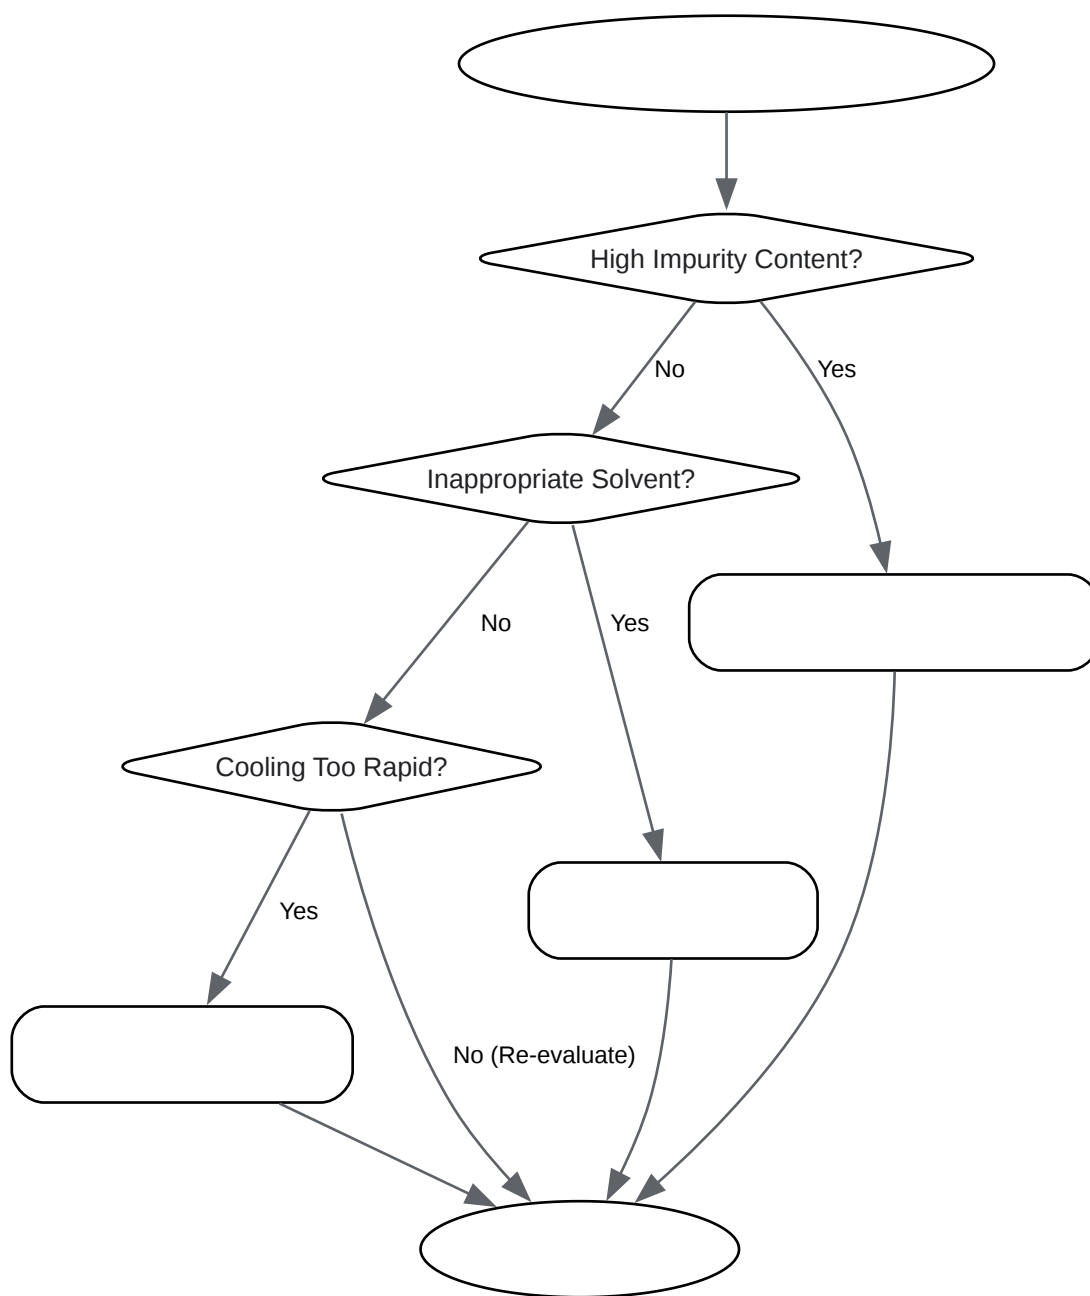 High Impurity Content?
No
Yes
Inappropriate Solvent?
No
Yes
Cooling Too Rapid?
Yes
No (Re-evaluate)